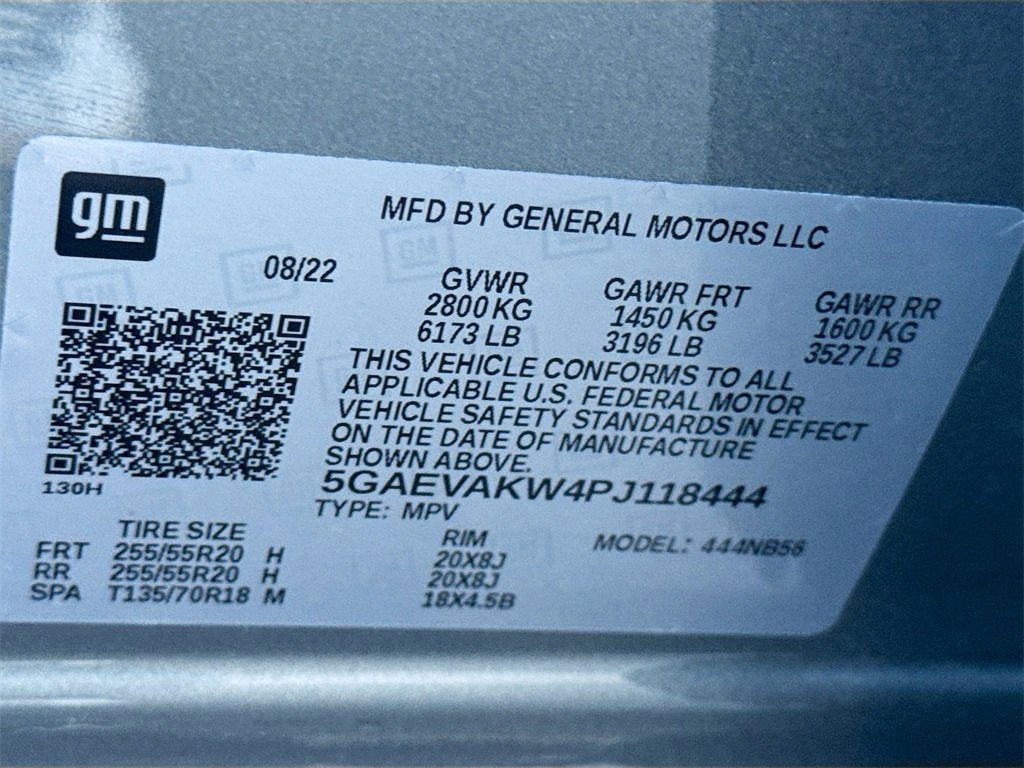 gm
MFD BY GENERAL MOTORS LLC
08/22
GVWR GAWR FRT GAWR RR
2800 KG 1450 KG 1600 KG
6173 LB 3196 LB 3527 LB
THIS VEHICLE CONFORMS TO ALL
APPLICABLE U.S. FEDERAL MOTOR
VEHICLE SAFETY STANDARDS IN EFFECT
ON THE DATE OF MANUFACTURE
SHOWN ABOVE.
130H
5GAEVAKW4PJ118444
TYPE: MPV
TIRE SIZE RIM MODEL: 444NB56
FRT 255/55R20 H 20X8J
RR 255/55R20 H 20X8J
SPA T135/70R18 M 18X4.5B